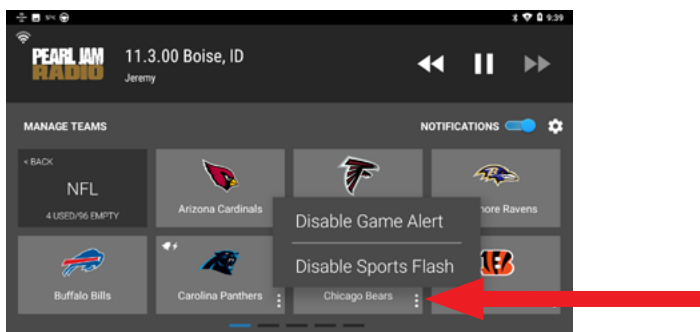 9:39
PEARL JAM
RADIO
11.3.00 Boise, ID
Jeremy
MANAGE TEAMS
NOTIFICATIONS
< BACK
NFL
4 USED/96 EMPTY
Arizona Cardinals
more Ravens
Disable Game Alert
Disable Sports Flash
Buffalo Bills
Carolina Panthers
Chicago Bears